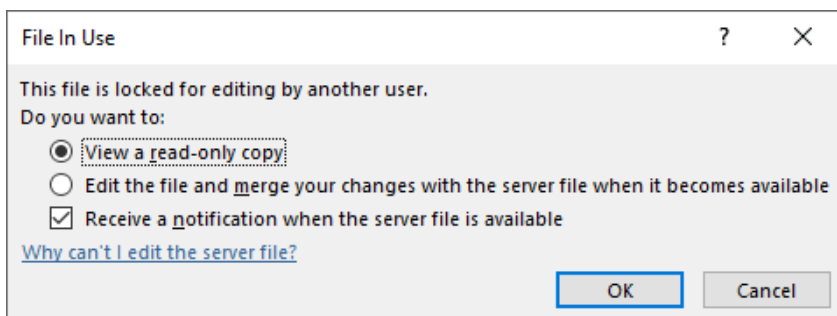 File In Use
?
This file is locked for editing by another user.
Do you want to:
View a read-only copy
Edit the file and merge your changes with the server file when it becomes available
Receive a notification when the server file is available
Why can't I edit the server file?
OK
Cancel